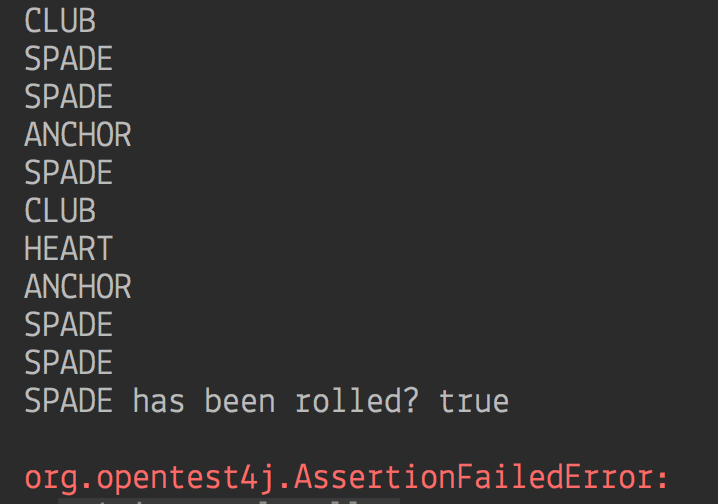 CLUB
SPADE
SPADE
ANCHOR
SPADE
CLUB
HEART
ANCHOR
SPADE
SPADE
SPADE has been rolled? true
org.opentest4j.AssertionFailedError: